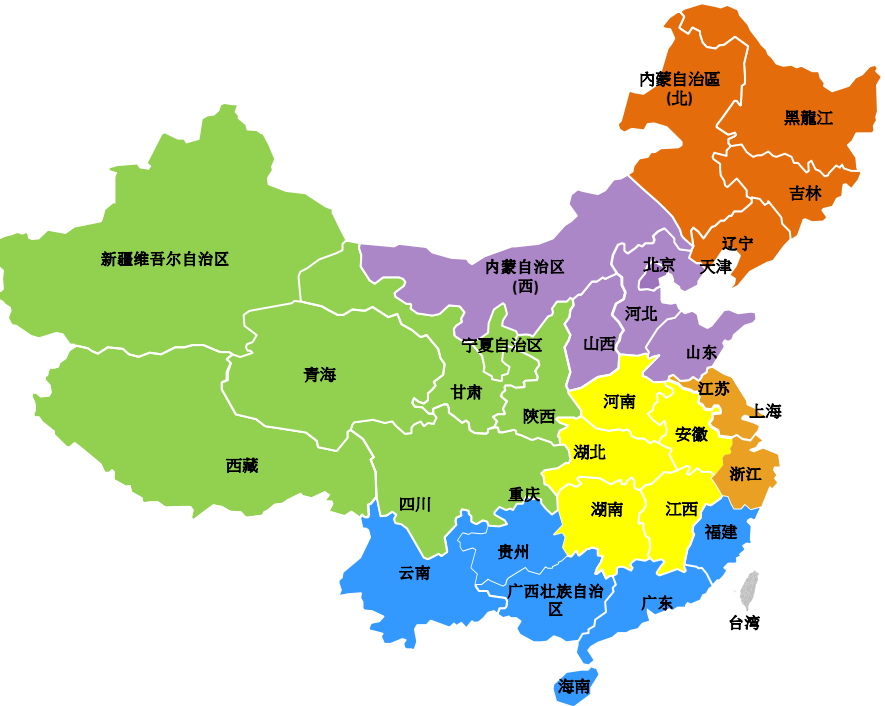 内蒙自治區
(北)
黑龍江
吉林
辽宁
新疆维吾尔自治区
内蒙自治区
(西)
北京
天津
河北
山西
山东
宁夏自治区
青海
甘肃
陕西
河南
江苏
上海
安徽
湖北
浙江
西藏
四川
重庆
湖南
江西
福建
贵州
云南
广西壮族自治
区
广东
台湾
海南